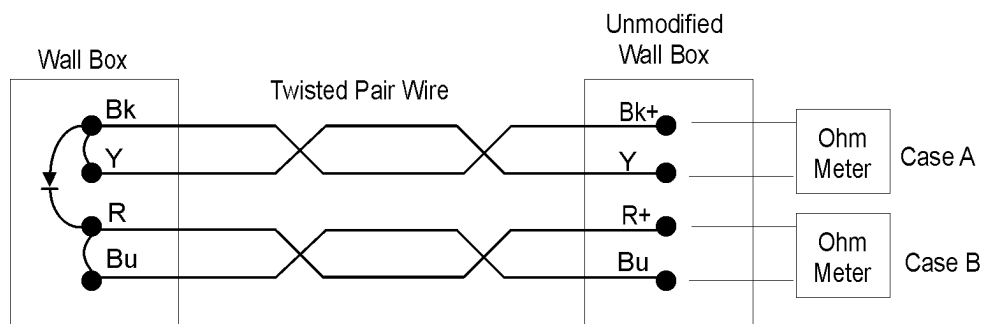 Unmodified
Wall Box
Wall Box
Twisted Pair Wire
Bk
Bk+
Ohm
Meter
Case A
Y
Y
R
R+
Ohm
Meter
Case B
Bu
Bu